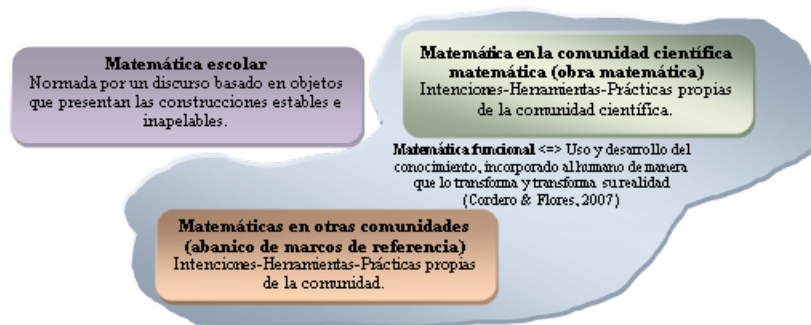 Matemática escolar
Normada por un discurso basado en objetos
que presentan las construcciones estables e
inapelables.
Matemática en la comunidad científica
matemática (obra matemática)
Intenciones-Herramientas-Prácticas propias
de la comunidad científica.
Matemática funcional <=> Uso y desarrollo del
conocimiento, incorporado al humano de manera
que lo transforma y transforma su realidad
(Cordero & Flores, 2007)
Matemáticas en otras comunidades
(abanico de marcos de referencia)
Intenciones-Herramientas-Prácticas propias
de la comunidad.